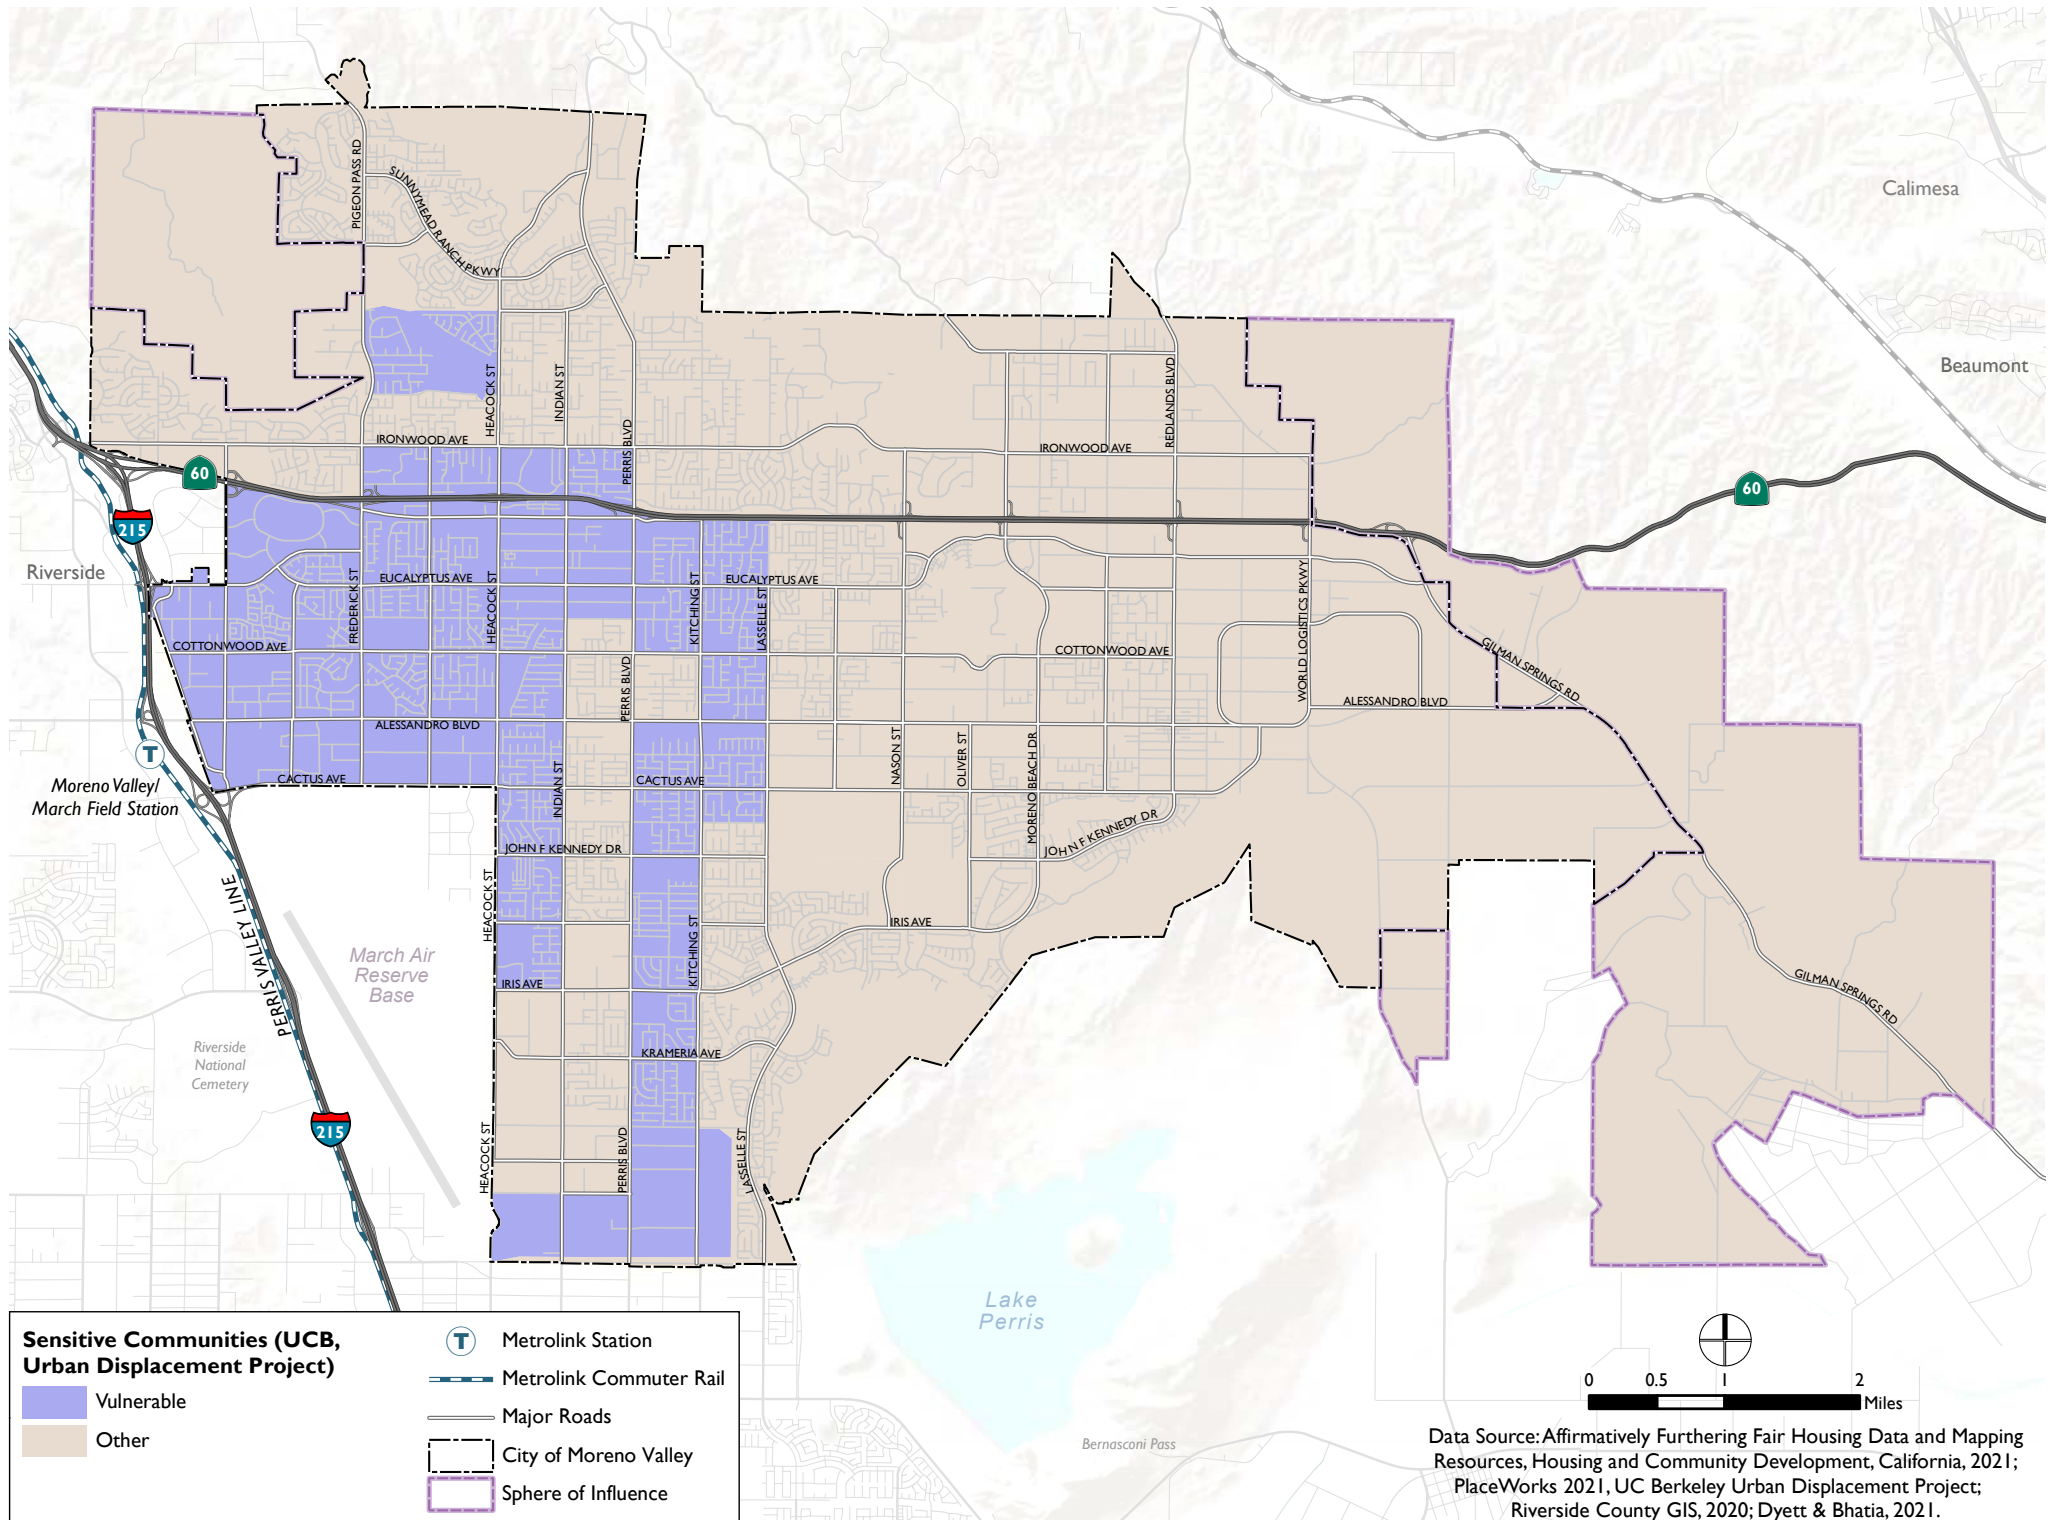 Calimesa
Beaumont
PIGEON PASS RD
SUNNYMEAD RANCH PKWY
HEACOCK ST
INDIAN ST
PERRIS BLVD
REDLANDS BLVD
IRONWOOD AVE
IRONWOOD AVE
60
60
215
Riverside
EUCALYPTUS AVE
EUCALYPTUS AVE
FREDERICK ST
HEACOCK ST
KITCHING ST
LASSELLE ST
WORLD LOGISTICS PKWY
COTTONWOOD AVE
COTTONWOOD AVE
GILMAN SPRINGS RD
PERRIS BLVD
ALESSANDRO BLVD
ALESSANDRO BLVD
T
Moreno Valley/
March Field Station
CACTUS AVE
CACTUS AVE
INDIAN ST
NASON ST
OLIVER ST
MORENO BEACH DR
JOHN F KENNEDY DR
JOHN F KENNEDY DR
HEACOCK ST
KITCHING ST
IRIS AVE
IRIS AVE
PERRIS VALLEY LINE
March Air
Reserve
Base
GILMAN SPRINGS RD
Riverside
National
Cemetery
KRAMERIA AVE
215
HEACOCK ST
PERRIS BLVD
LASSELLE ST
Lake
Perris
Bernasconi Pass
Sensitive Communities (UCB,
Urban Displacement Project)
Vulnerable
Other
T
Metrolink Station
Metrolink Commuter Rail
Major Roads
City of Moreno Valley
Sphere of Influence
0 0.5 1 2
Miles
Data Source: Affirmatively Furthering Fair Housing Data and Mapping
Resources, Housing and Community Development, California, 2021;
PlaceWorks 2021, UC Berkeley Urban Displacement Project;
Riverside County GIS, 2020; Dyett & Bhatia, 2021.